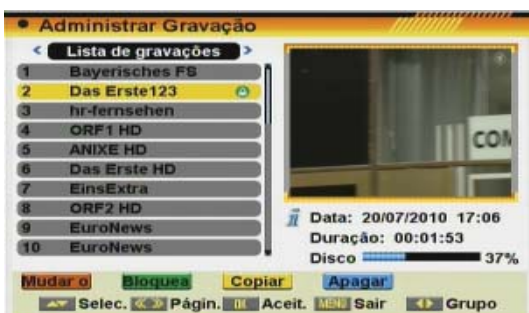 Administrar Gravação
Lista de gravações
1 Bayerisches FS
2 Das Erste123
3 hr-fernsehen
4 ORF1 HD
5 ANIXE HD
6 Das Erste HD
7 EinsExtra
8 ORF2 HD
9 EuroNews
10 EuroNews
COM
Data: 20/07/2010 17:06
Duração: 00:01:53
Disco 37%
Mudar o Bloquea Copiar Apagar
Selec. Págin. OK Aceit. MENU Sair Grupo